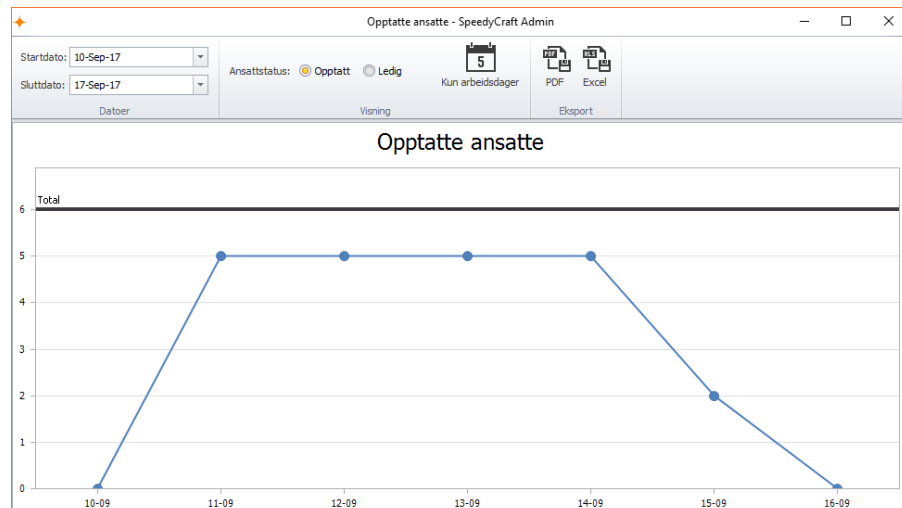 Opptatte ansatte - SpeedyCraft Admin
Startdato: 10-Sep-17
Sluttdato: 17-Sep-17
Datoer
Ansattstatus: Opptatt Ledig
5
Kun arbeidsdager
Visning
PDF
XLS
PDF Excel
Eksport
Opptatte ansatte
Total
6
5
4
3
2
1
0
10-09 11-09 12-09 13-09 14-09 15-09 16-09